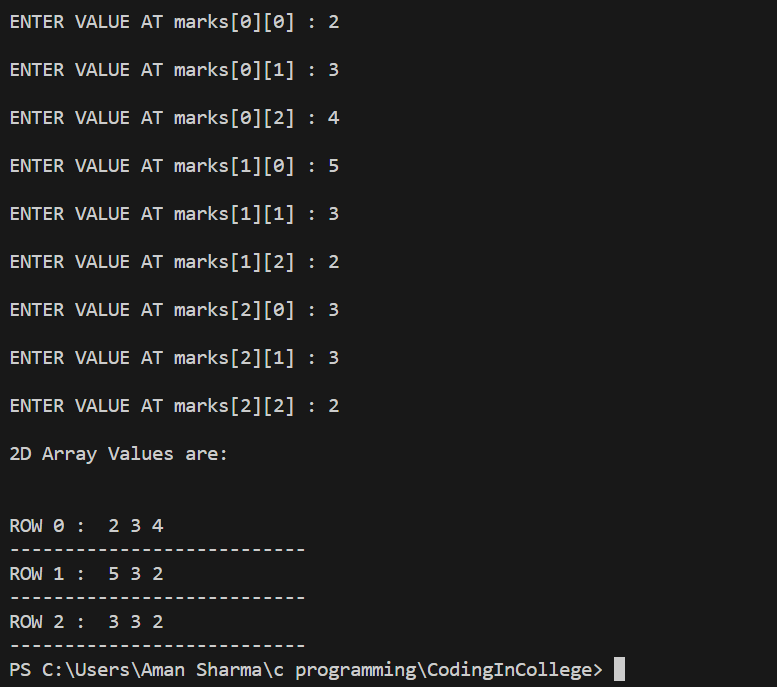 ENTER VALUE AT marks[0][0] : 2
ENTER VALUE AT marks[0][1] : 3
ENTER VALUE AT marks[0][2] : 4
ENTER VALUE AT marks[1][0] : 5
ENTER VALUE AT marks[1][1] : 3
ENTER VALUE AT marks[1][2] : 2
ENTER VALUE AT marks[2][0] : 3
ENTER VALUE AT marks[2][1] : 3
ENTER VALUE AT marks[2][2] : 2
2D Array Values are:
ROW 0 :  2 3 4
---------------------------
ROW 1 :  5 3 2
---------------------------
ROW 2 :  3 3 2
---------------------------
PS C:\Users\Aman Sharma\c programming\CodingInCollege>